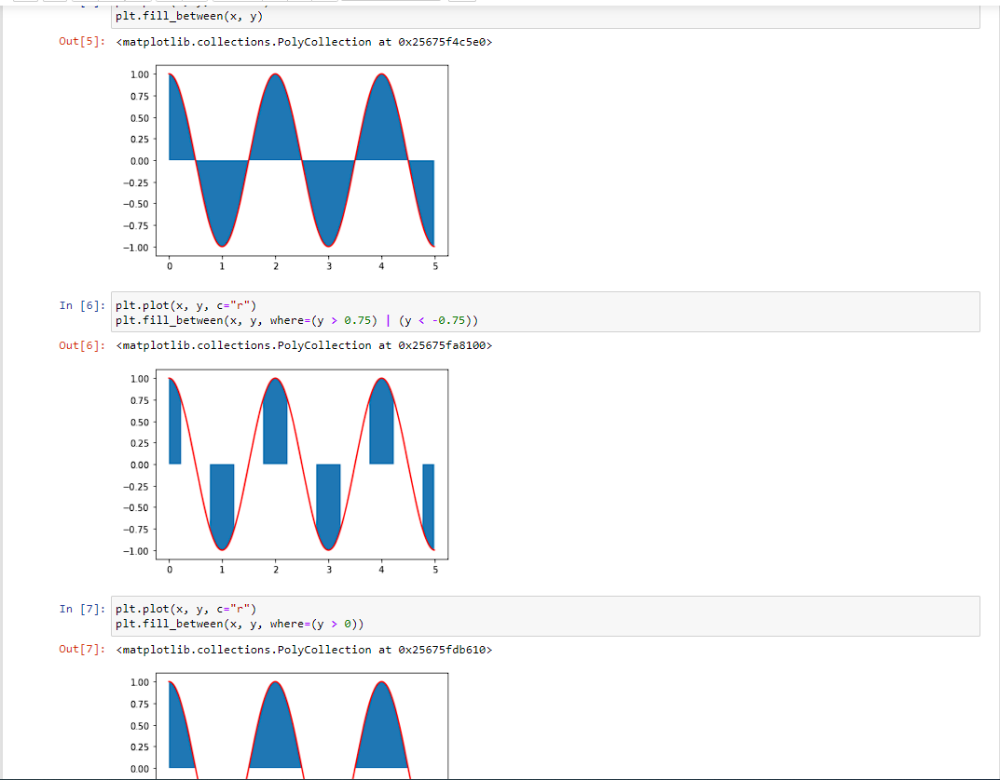 plt.fill_between(x, y)
Out[5]: <matplotlib.collections.PolyCollection at 0x25675f4c5e0>
1.00
0.75
0.50
0.25
0.00
−0.25
−0.50
−0.75
−1.00
0 1 2 3 4 5
In [6]: plt.plot(x, y, c="r")
plt.fill_between(x, y, where=(y > 0.75) | (y < -0.75))
Out[6]: <matplotlib.collections.PolyCollection at 0x25675fa8100>
1.00
0.75
0.50
0.25
0.00
−0.25
−0.50
−0.75
−1.00
0 1 2 3 4 5
In [7]: plt.plot(x, y, c="r")
plt.fill_between(x, y, where=(y > 0))
Out[7]: <matplotlib.collections.PolyCollection at 0x25675fdb610>
1.00
0.75
0.50
0.25
0.00